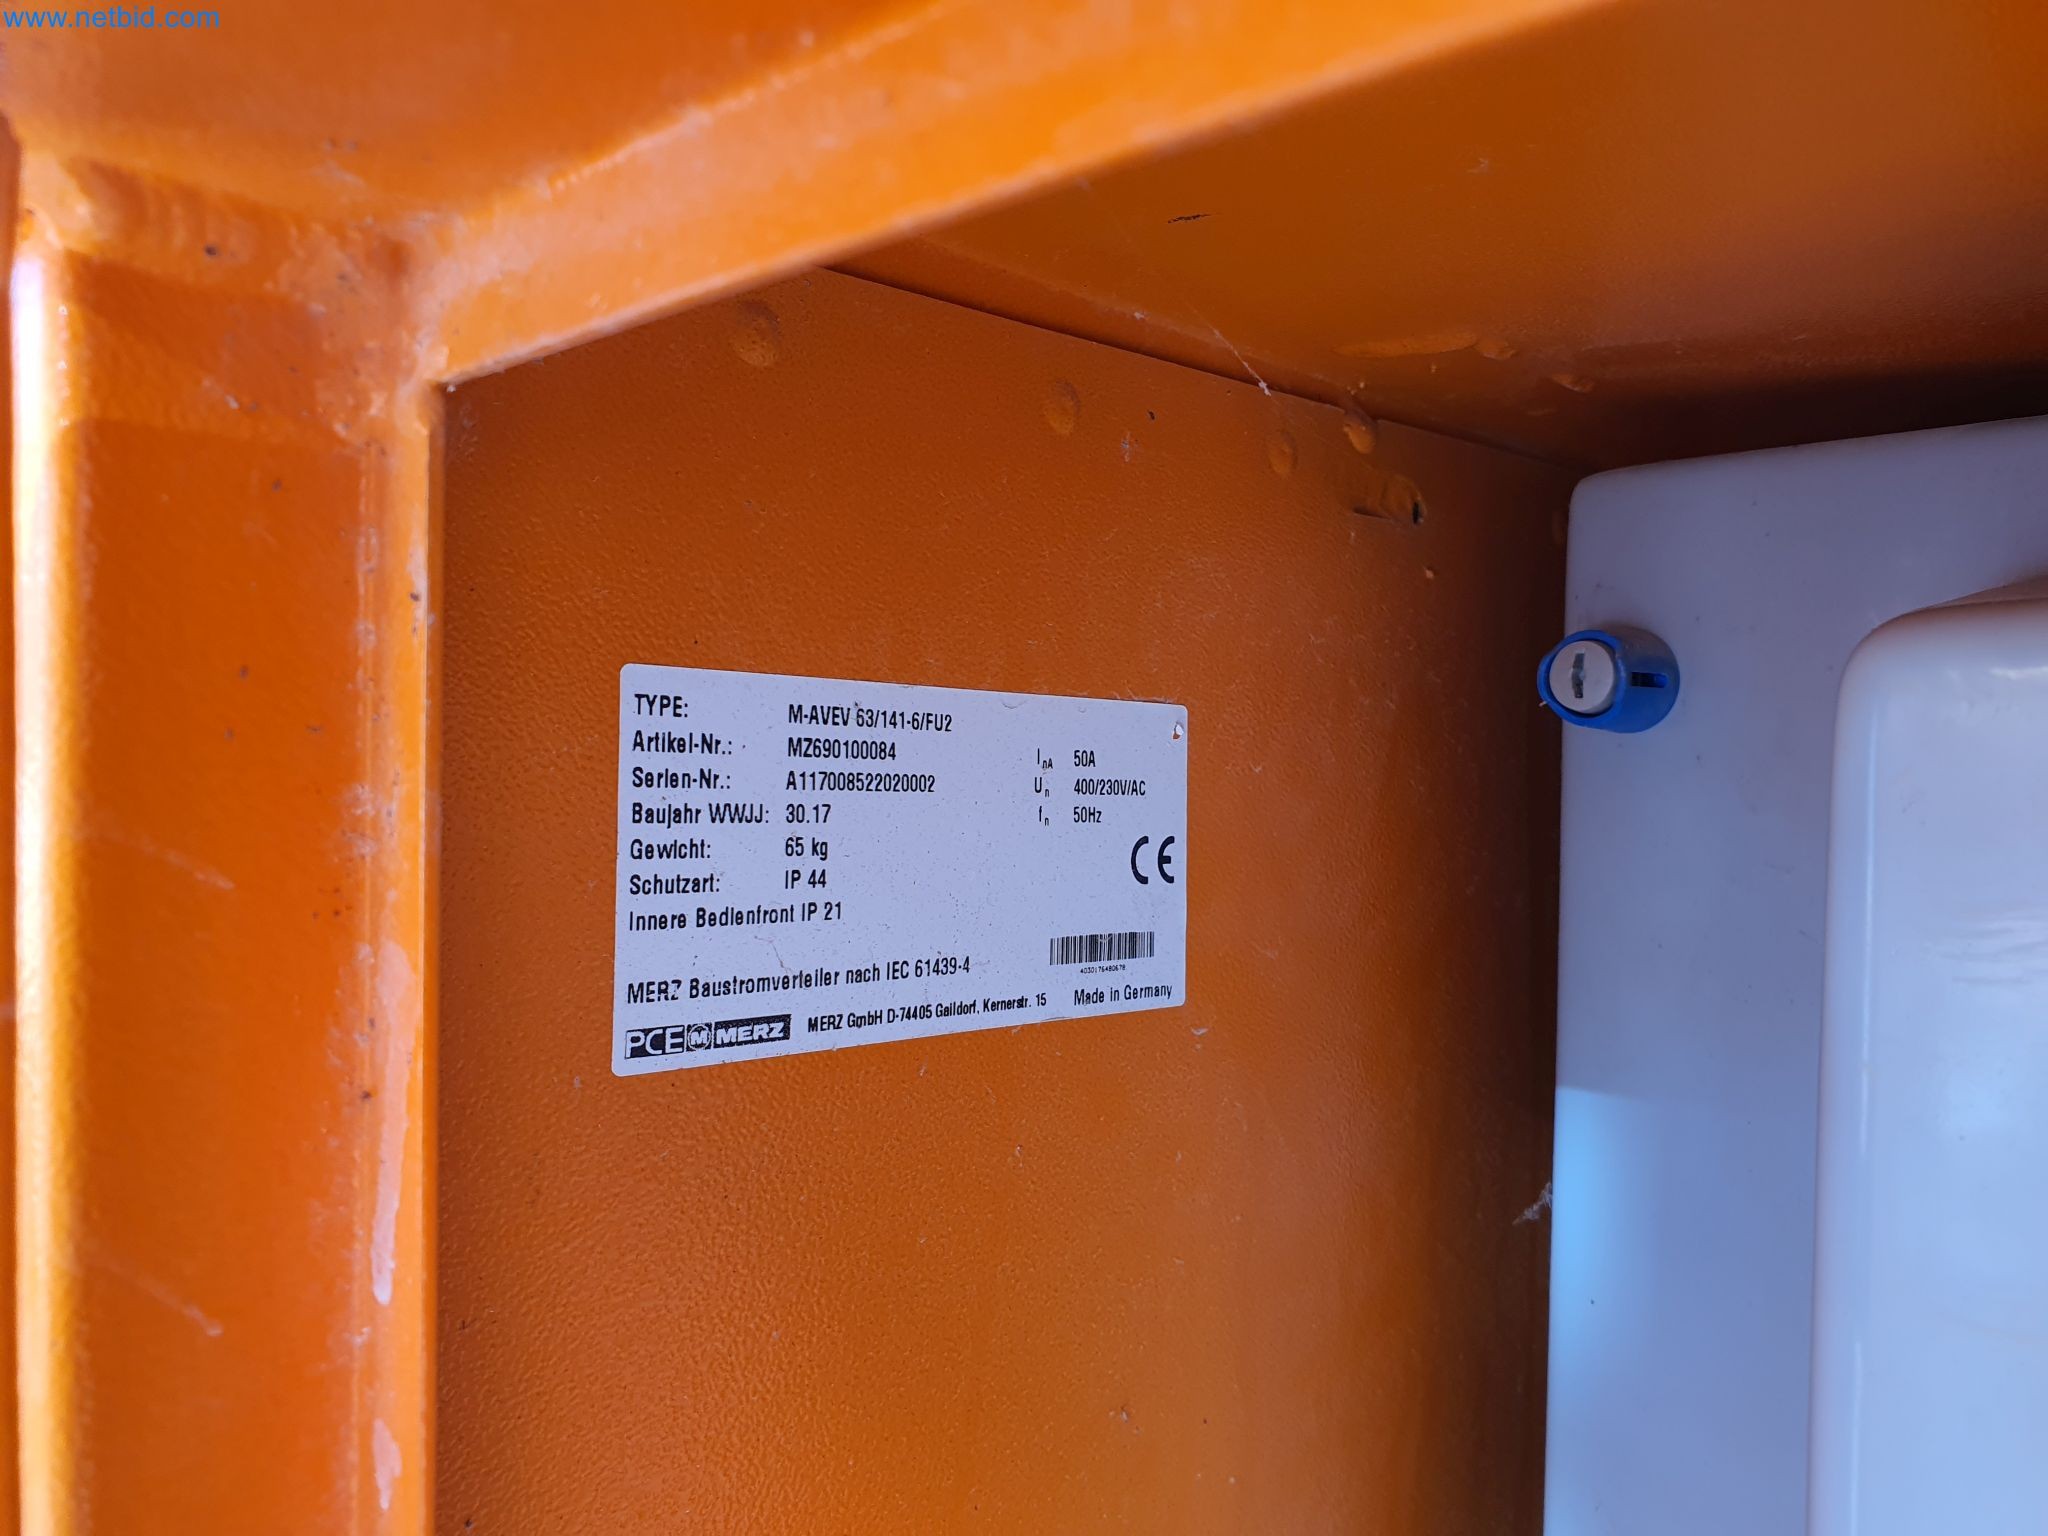 www.netbid.com
TYPE: M-AVEV 63/141-6/FU2
Artikel-Nr.: MZ690100084 InA 50A
Serien-Nr.: A117008522020002 Un 400/230V/AC
Baujahr WWJJ: 30.17 fn 50Hz
Gewicht: 65 kg
Schutzart: IP 44 CE
Innere Bedienfront IP 21
4030176480678
MERZ Baustromverteiler nach IEC 61439-4
PCE M MERZ MERZ GmbH D-74405 Gaildorf, Kernerstr. 15 Made in Germany